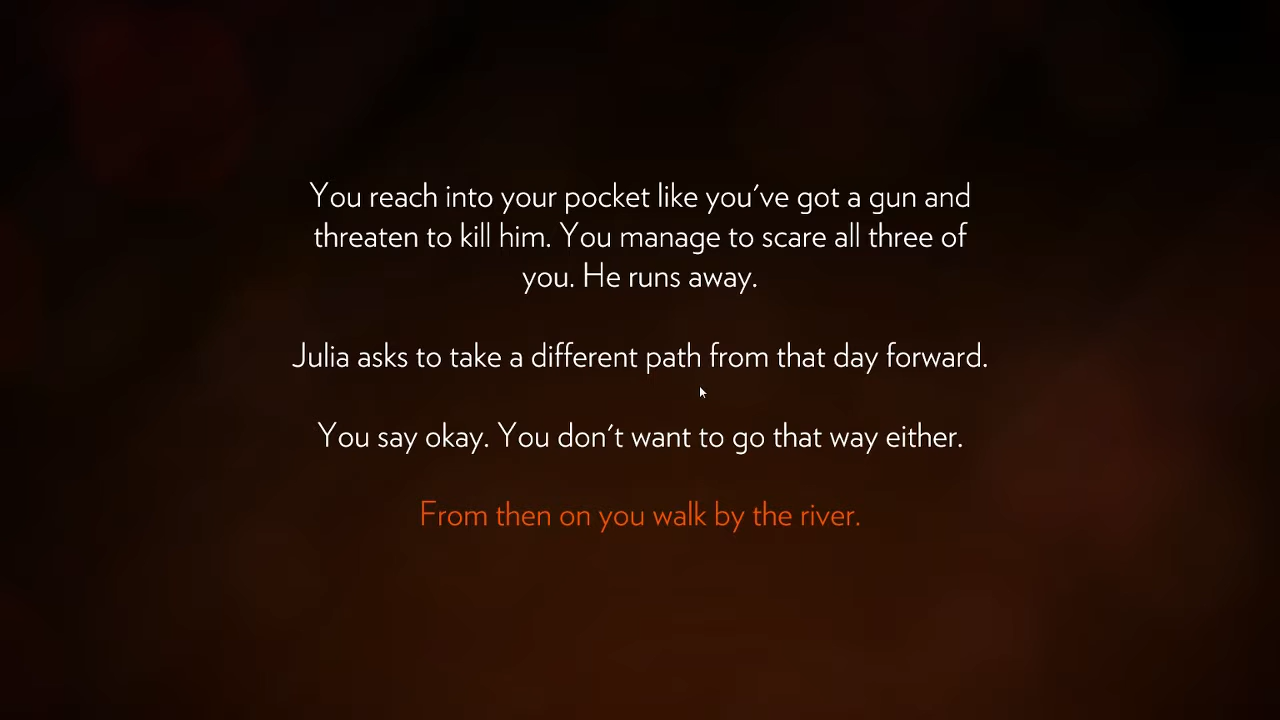 You reach into your pocket like you've got a gun and
threaten to kill him. You manage to scare all three of
you. He runs away.
Julia asks to take a different path from that day forward.
You say okay. You don't want to go that way either.
From then on you walk by the river.